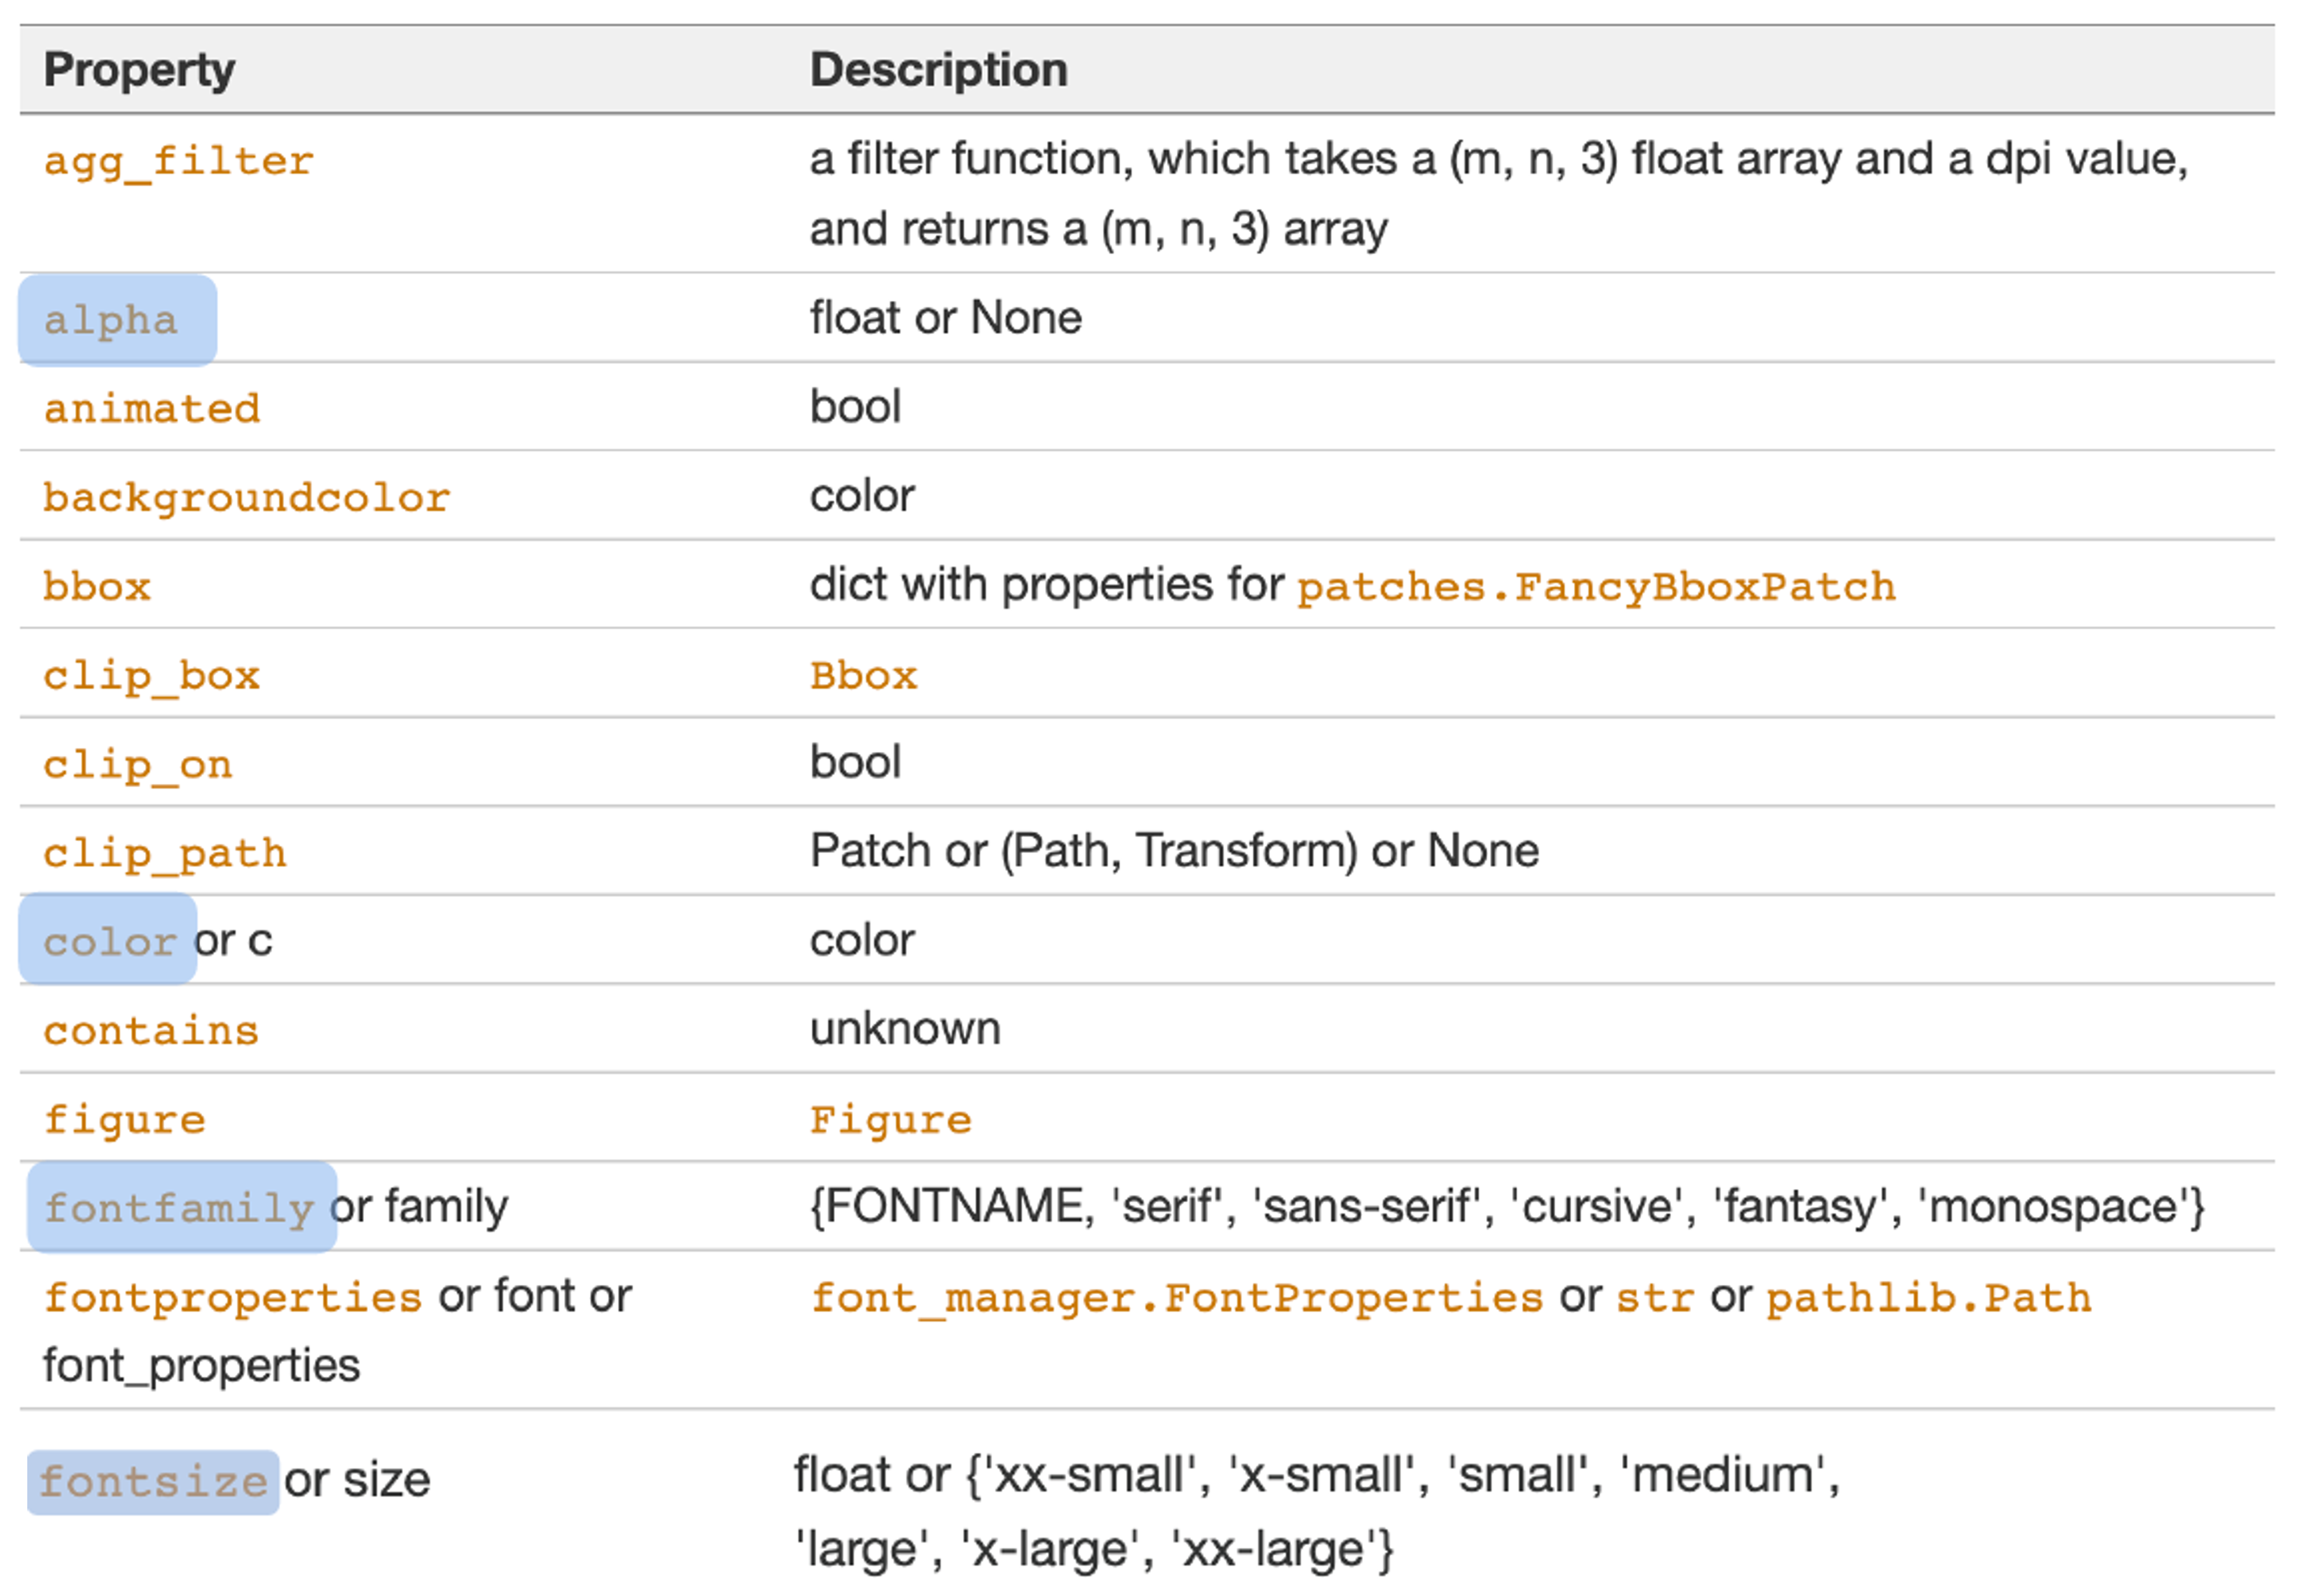 Property Description
agg_filter a filter function, which takes a (m, n, 3) float array and a dpi value,
and returns a (m, n, 3) array
alpha float or None
animated bool
backgroundcolor color
bbox dict with properties for patches.FancyBboxPatch
clip_box Bbox
clip_on bool
clip_path Patch or (Path, Transform) or None
color or c color
contains unknown
figure Figure
fontfamily or family {FONTNAME, 'serif', 'sans-serif', 'cursive', 'fantasy', 'monospace'}
fontproperties or font or font_manager.FontProperties or str or pathlib.Path
font_properties
fontsize or size float or {'xx-small', 'x-small', 'small', 'medium',
'large', 'x-large', 'xx-large'}